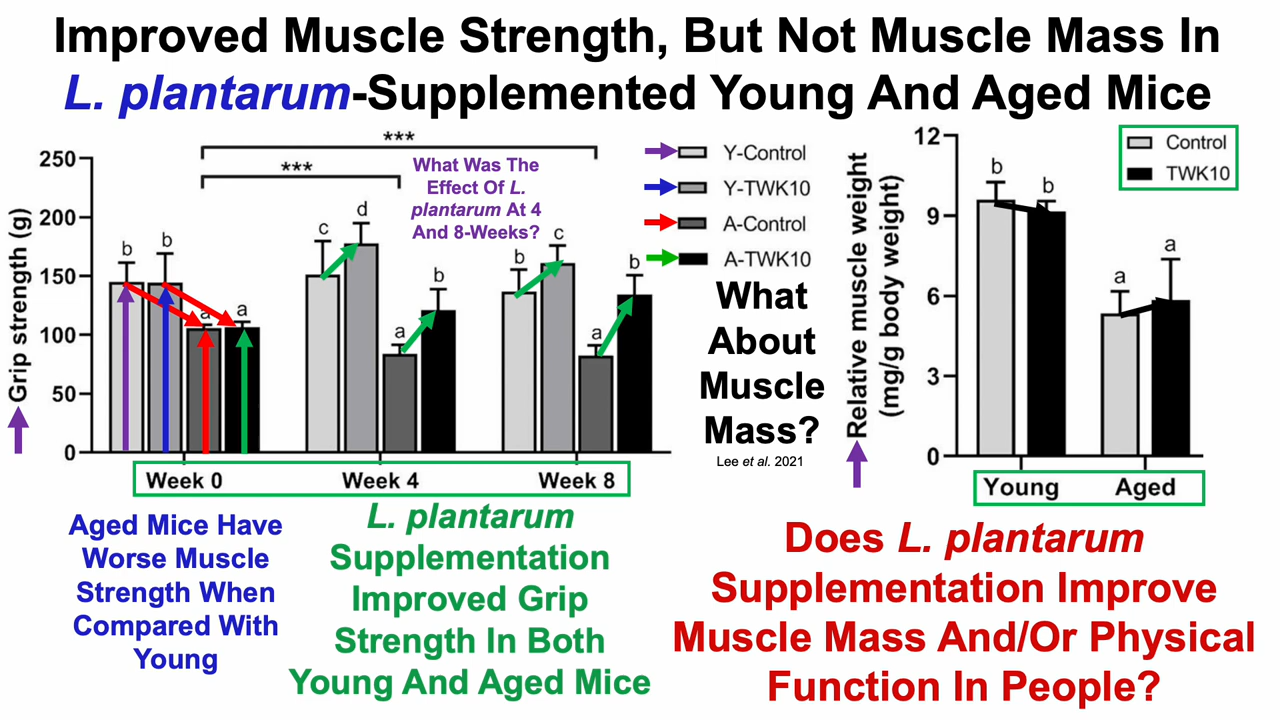 Improved Muscle Strength, But Not Muscle Mass In
L. plantarum-Supplemented Young And Aged Mice
Grip strength (g)
250
200
150
100
50
0
***
***
What Was The
Effect Of L.
plantarum At 4
And 8-Weeks?
b
b
a
a
c
d
a
b
b
c
a
b
Week 0
Week 4
Week 8
Y-Control
Y-TWK10
A-Control
A-TWK10
What
About
Muscle
Mass?
Lee et al. 2021
Relative muscle weight
(mg/g body weight)
12
9
6
3
0
Control
TWK10
b
b
a
a
Young
Aged
Aged Mice Have
Worse Muscle
Strength When
Compared With
Young
L. plantarum
Supplementation
Improved Grip
Strength In Both
Young And Aged Mice
Does L. plantarum
Supplementation Improve
Muscle Mass And/Or Physical
Function In People?